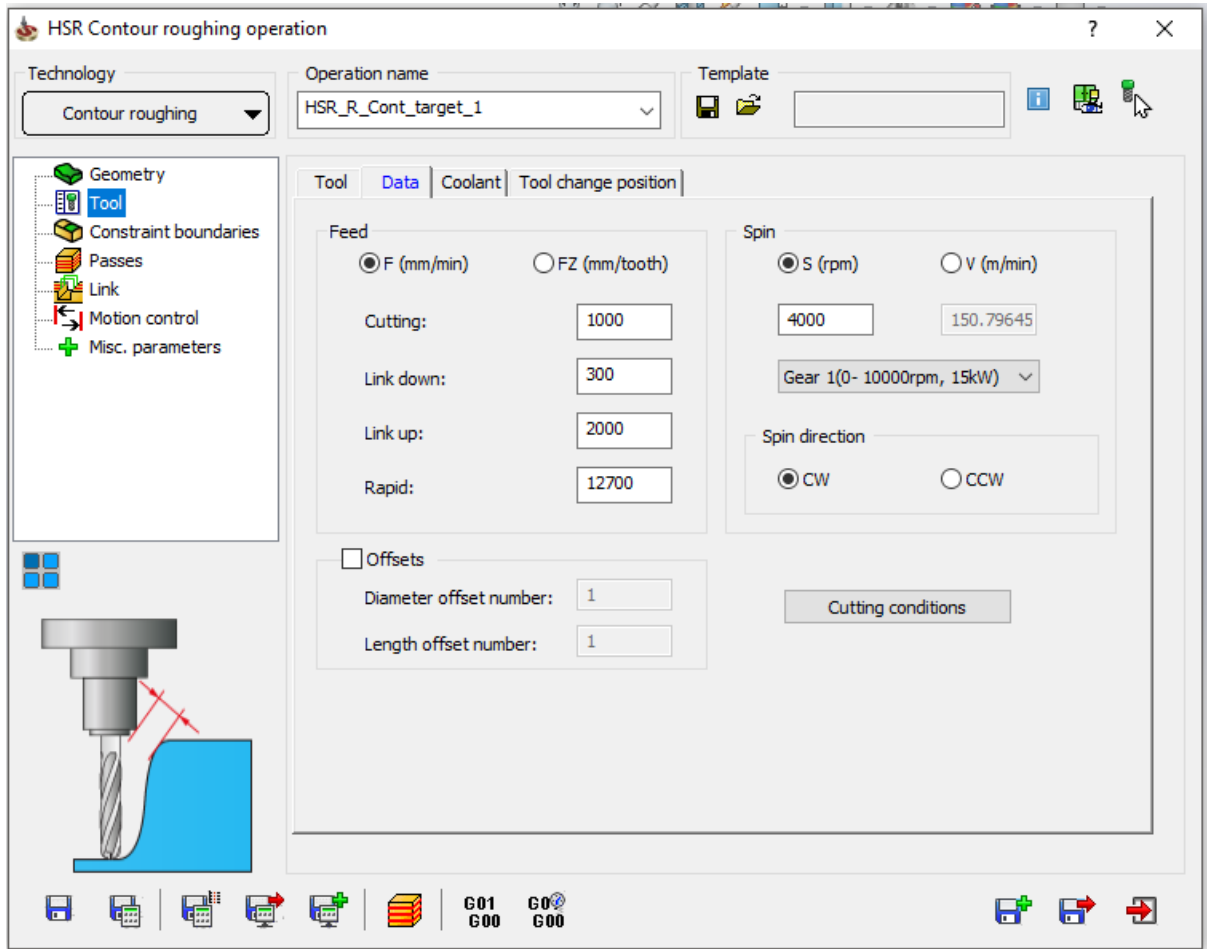 HSR Contour roughing operation
?
Technology
Contour roughing
Operation name
HSR_R_Cont_target_1
Template
Geometry
Tool
Constraint boundaries
Passes
Link
Motion control
Misc. parameters
Tool Data Coolant Tool change position
Feed
F (mm/min) FZ (mm/tooth)
Cutting: 1000
Link down: 300
Link up: 2000
Rapid: 12700
Spin
S (rpm) V (m/min)
4000 150.79645
Gear 1(0- 10000rpm, 15kW)
Spin direction
CW CCW
Offsets
Diameter offset number: 1
Length offset number: 1
Cutting conditions
G01
G00
G00